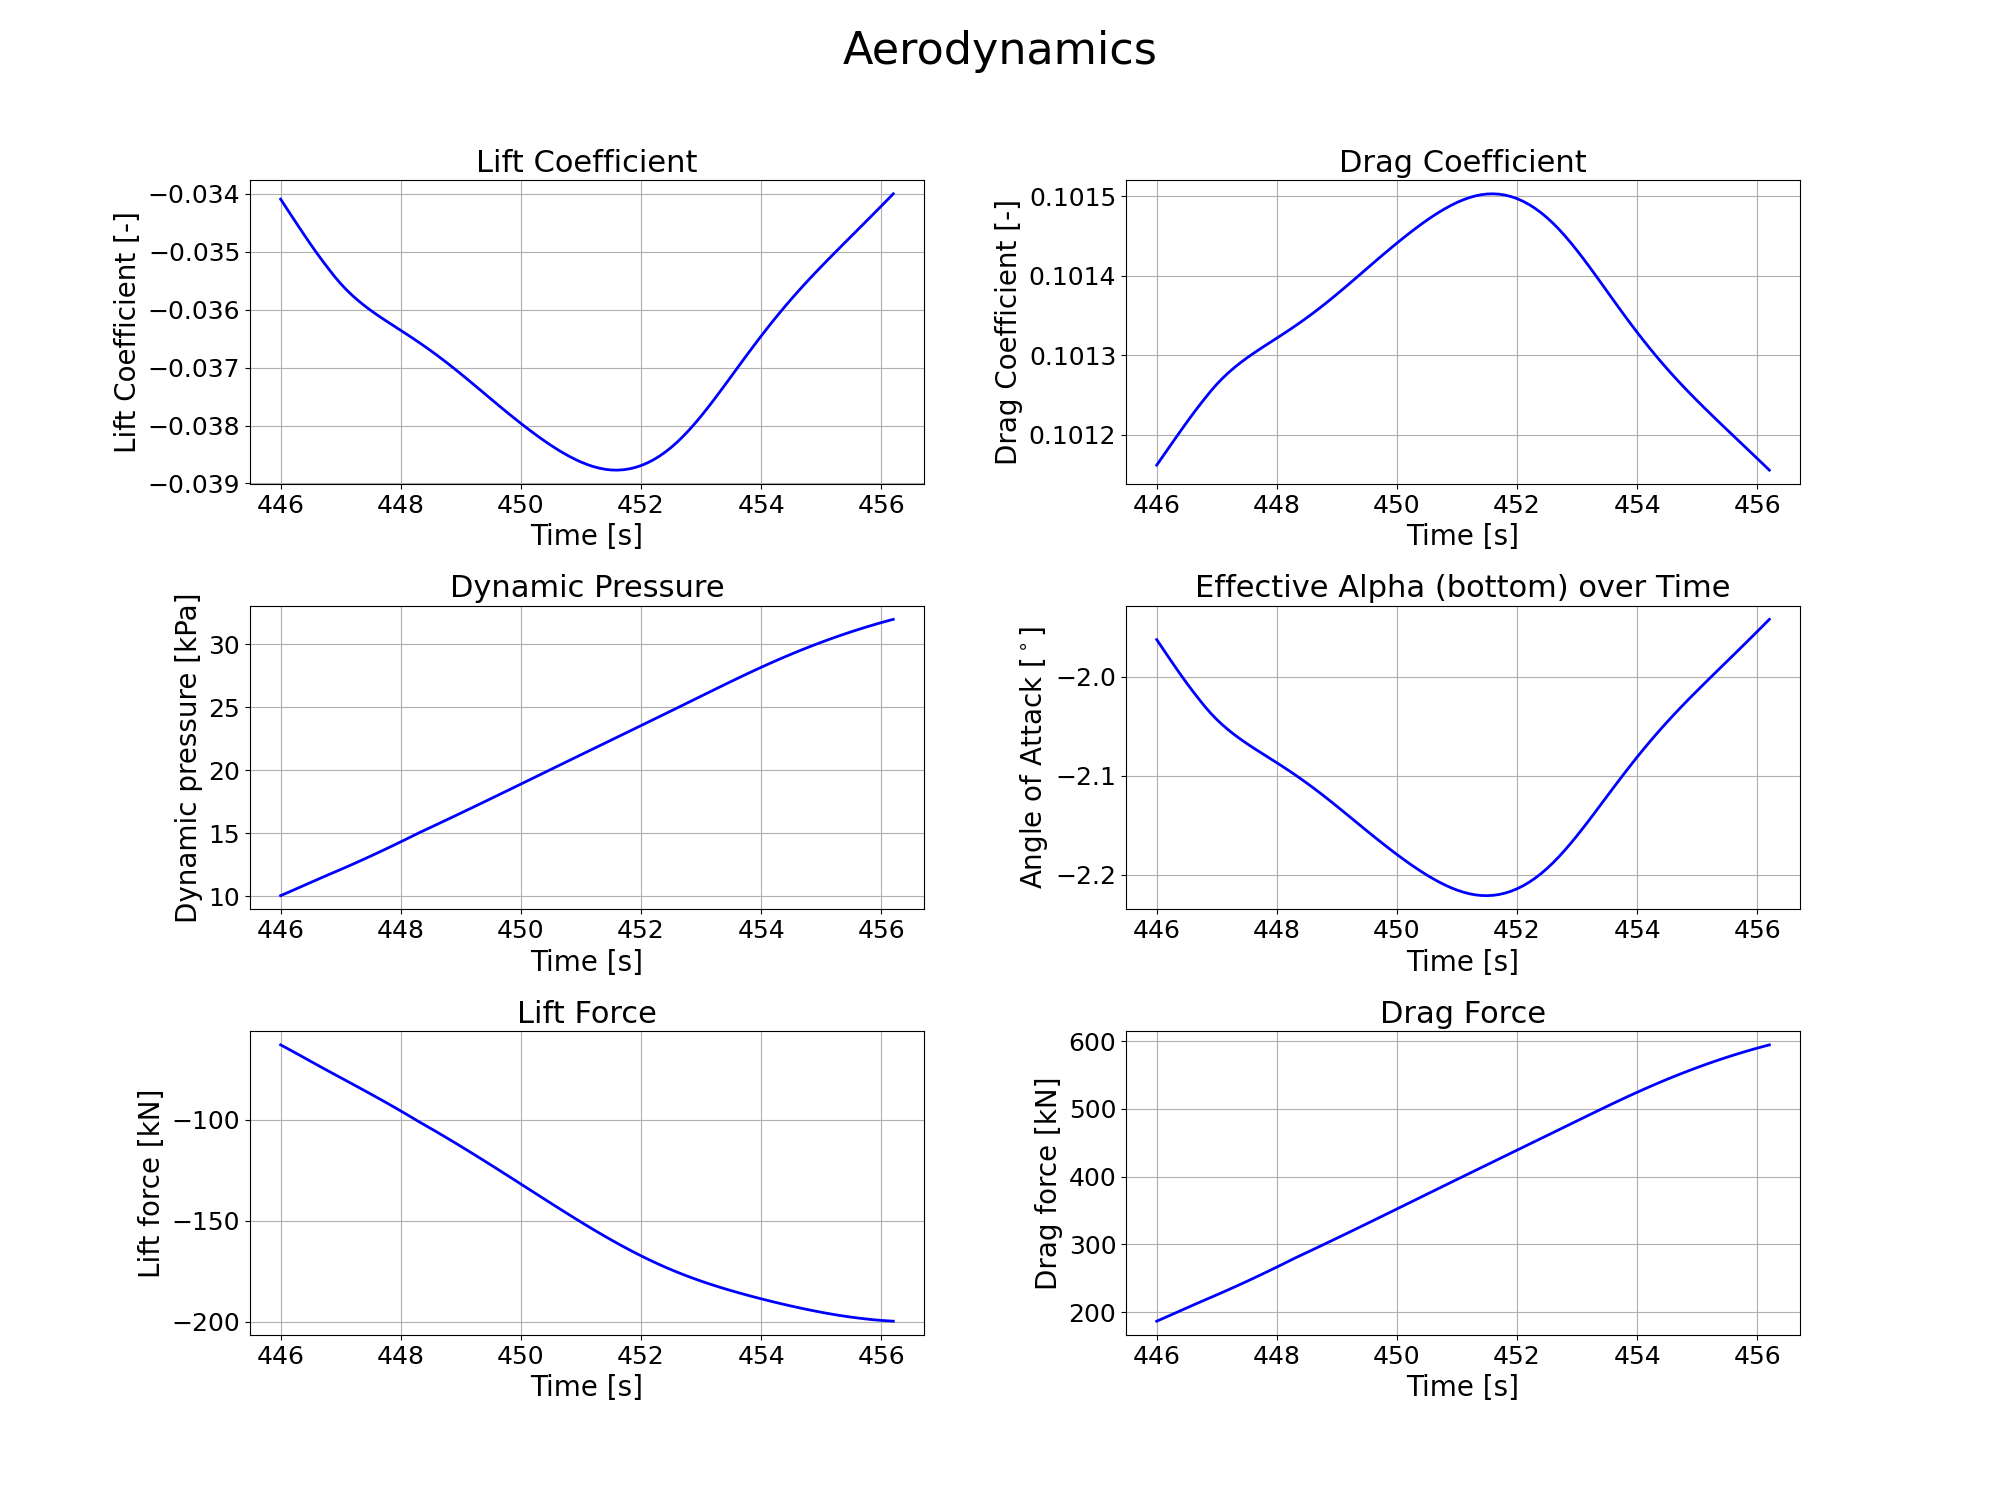 Aerodynamics
Lift Coefficient
Lift Coefficient [-]
−0.034
−0.035
−0.036
−0.037
−0.038
−0.039
446 448 450 452 454 456
Time [s]
Drag Coefficient
Drag Coefficient [-]
0.1015
0.1014
0.1013
0.1012
446 448 450 452 454 456
Time [s]
Dynamic Pressure
Dynamic pressure [kPa]
30
25
20
15
10
446 448 450 452 454 456
Time [s]
Effective Alpha (bottom) over Time
Angle of Attack [°]
−2.0
−2.1
−2.2
446 448 450 452 454 456
Time [s]
Lift Force
Lift force [kN]
−100
−150
−200
446 448 450 452 454 456
Time [s]
Drag Force
Drag force [kN]
600
500
400
300
200
446 448 450 452 454 456
Time [s]